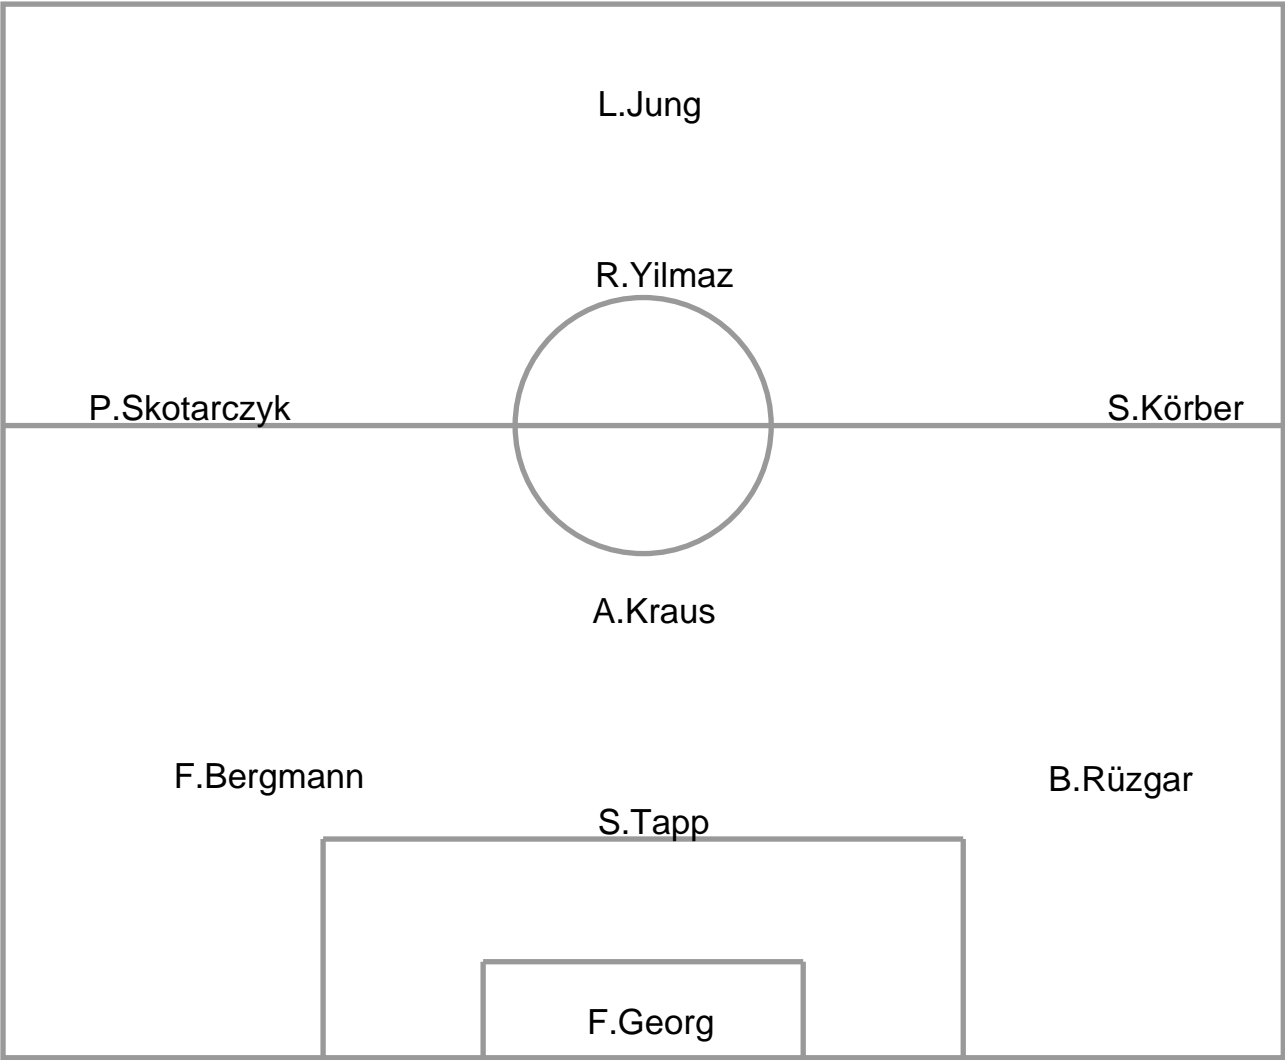 L.Jung
R.Yilmaz
P.Skotarczyk
S.Körber
A.Kraus
F.Bergmann
B.Rüzgar
S.Tapp
F.Georg